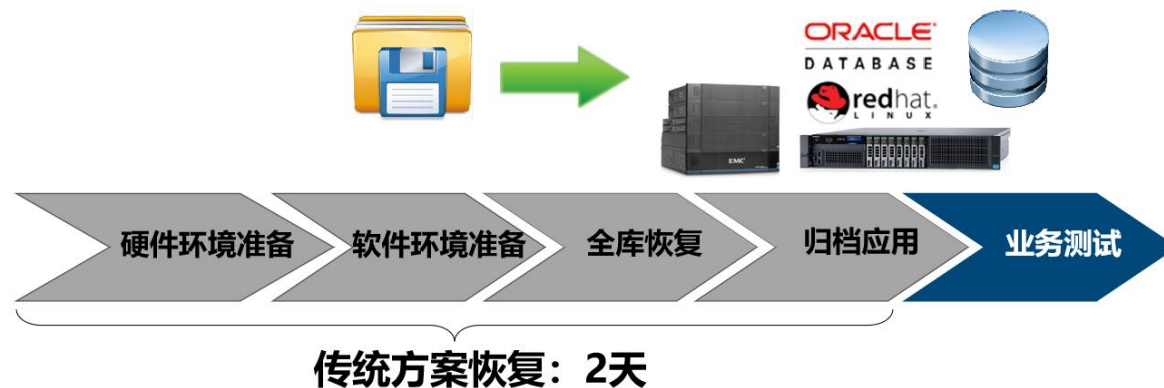 ORACLE
DATABASE
redhat.
LINUX
EMC²
硬件环境准备
软件环境准备
全库恢复
归档应用
业务测试
传统方案恢复：2天